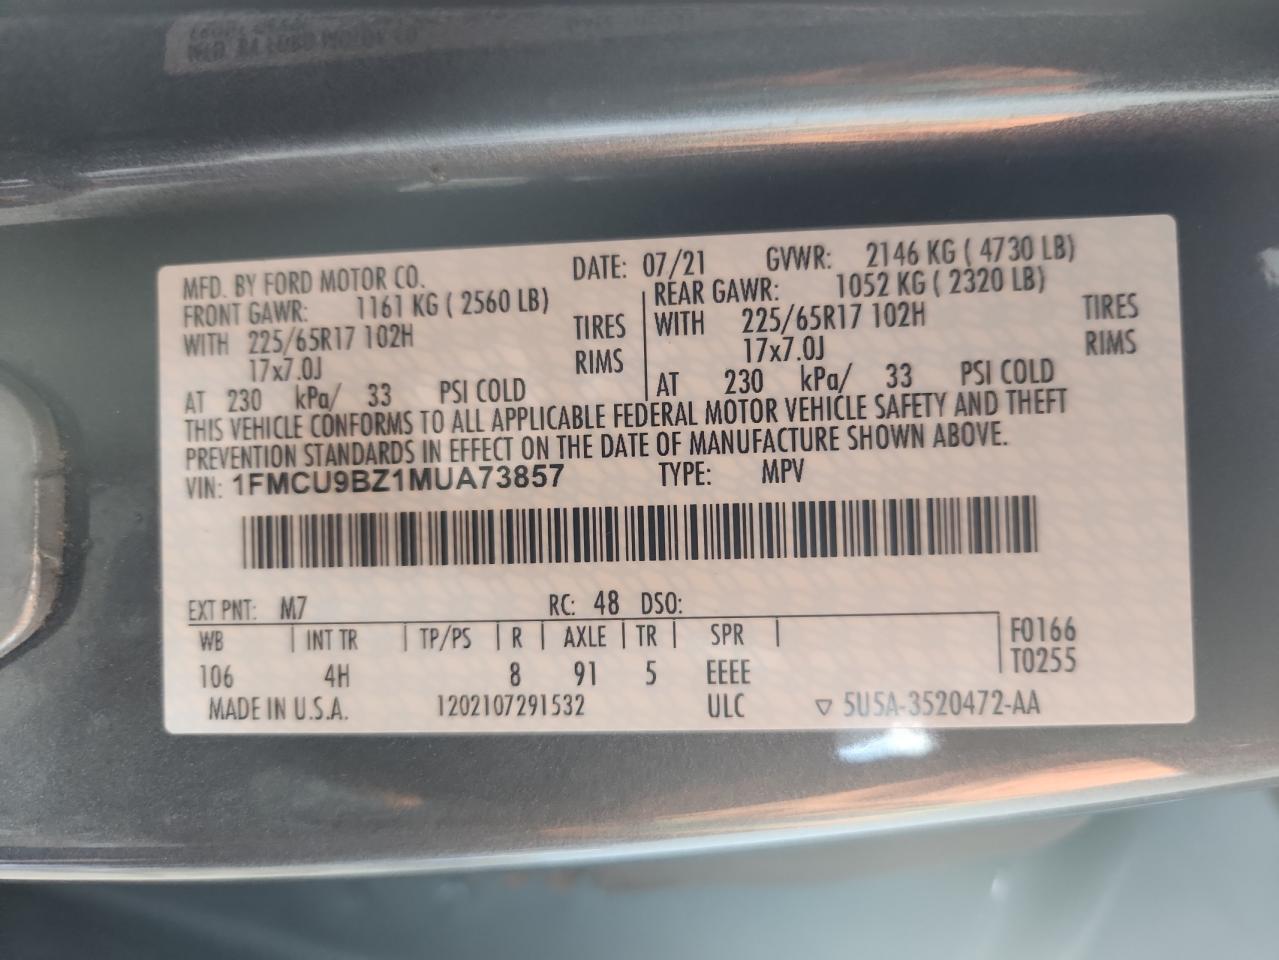 MFD. BY FORD MOTOR CO. DATE: 07/21 GVWR: 2146 KG ( 4730 LB)
FRONT GAWR: 1161 KG ( 2560 LB) REAR GAWR: 1052 KG ( 2320 LB)
WITH 225/65R17 102H TIRES WITH 225/65R17 102H TIRES
17x7.0J RIMS 17x7.0J RIMS
AT 230 kPa/ 33 PSI COLD AT 230 kPa/ 33 PSI COLD
THIS VEHICLE CONFORMS TO ALL APPLICABLE FEDERAL MOTOR VEHICLE SAFETY AND THEFT
PREVENTION STANDARDS IN EFFECT ON THE DATE OF MANUFACTURE SHOWN ABOVE.
VIN: 1FMCU9BZ1MUA73857 TYPE: MPV
EXT PNT: M7 RC: 48 DSO:
WB INT TR TP/PS R AXLE TR SPR F0166
106 4H 8 91 5 EEEE T0255
MADE IN U.S.A. 1202107291532 ULC ▽ 5U5A-3520472-AA